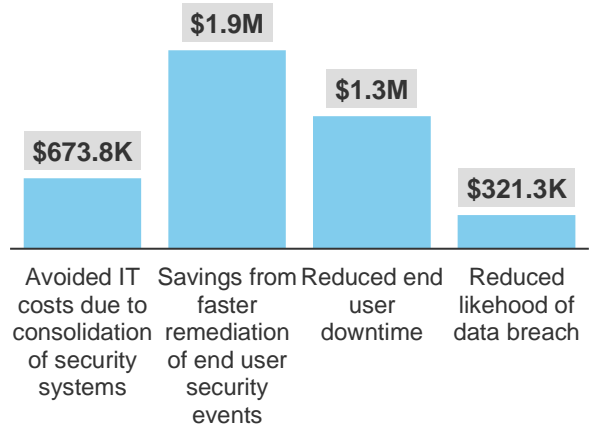 $1.9M
$1.3M
$673.8K
$321.3K
Avoided IT
costs due to
consolidation
of security
systems
Savings from
faster
remediation
of end user
security
events
Reduced end
user
downtime
Reduced
likehood of
data breach